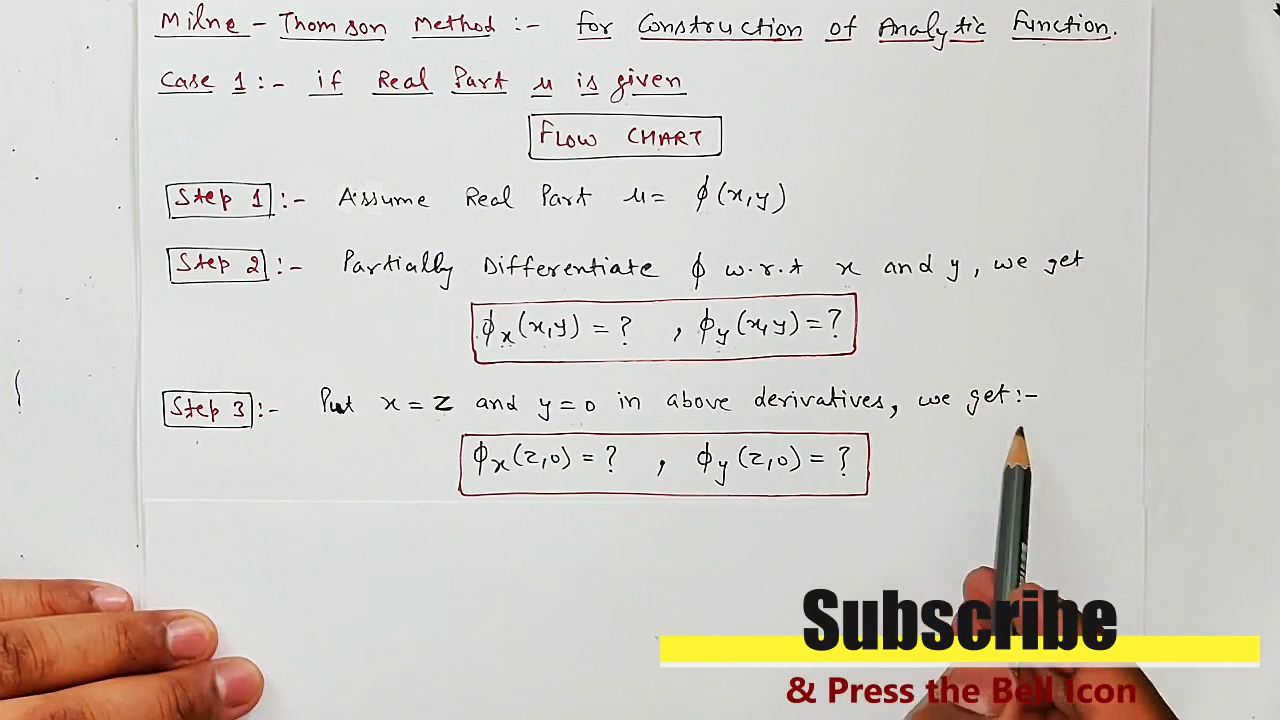 Milne - Thomson Method :- for Construction of Analytic Function.
Case 1 :- if Real Part u is given
FLOW CHART
Step 1 :- Assume Real Part u = ϕ(x,y)
Step 2 :- Partially Differentiate ϕ w.r.t x and y, we get
ϕx(x,y) = ? , ϕy(x,y) = ?
Step 3 :- Put x = z and y = 0 in above derivatives, we get :-
ϕx(z,0) = ? , ϕy(z,0) = ?
Subscribe
& Press the Bell Icon